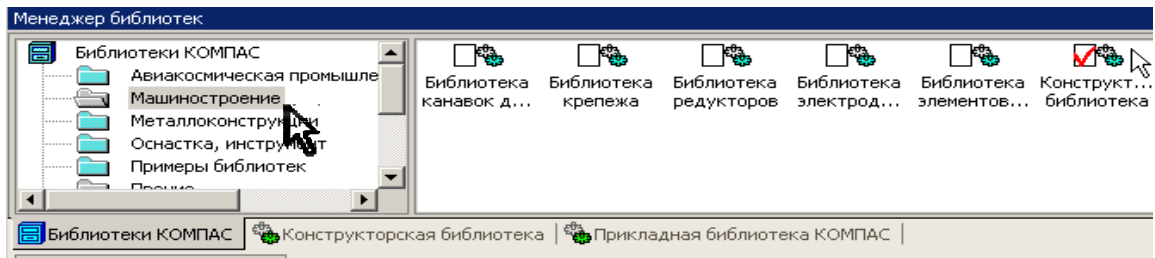 Менеджер библиотек
Библиотеки КОМПАС
Авиакосмическая промышле
Машиностроение
Металлоконструкции
Оснастка, инструмент
Примеры библиотек
Прочие
Библиотека канавок д...
Библиотека крепежа
Библиотека редукторов
Библиотека электрод...
Библиотека элементов...
Конструкт... библиотека
Библиотеки КОМПАС
Конструкторская библиотека
Прикладная библиотека КОМПАС